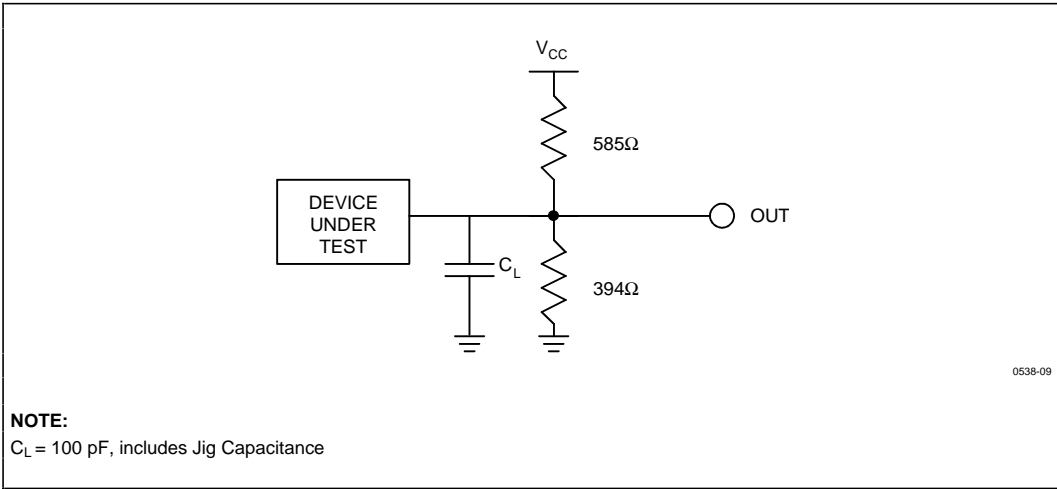 V_CC
585Ω
DEVICE
UNDER
TEST
OUT
C_L
394Ω
0538-09
NOTE:
C_L = 100 pF, includes Jig Capacitance